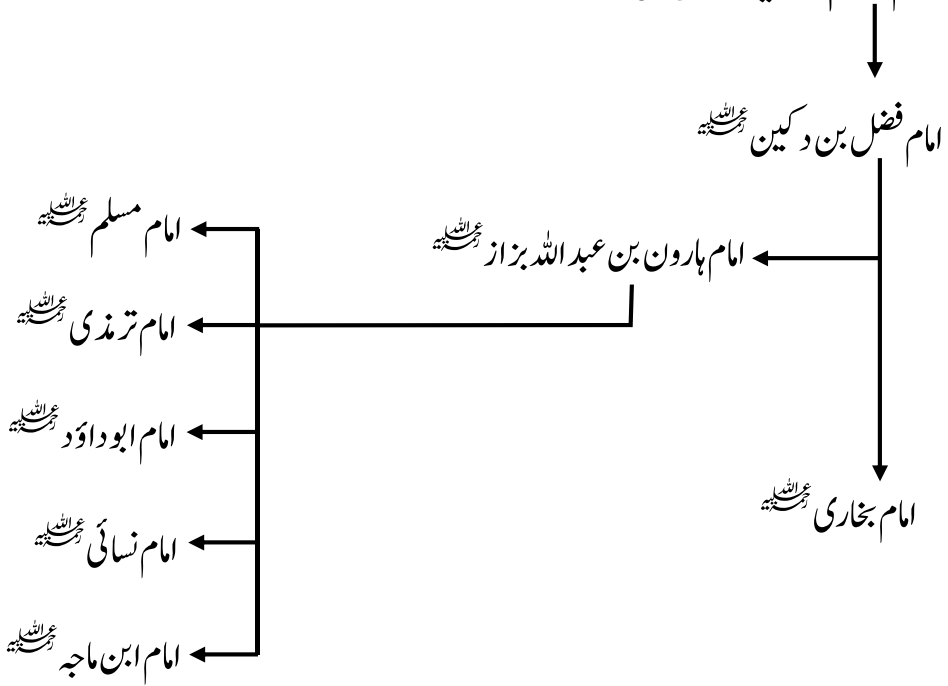 امام فضل بن دکین رحمۃ اللہ علیہ
امام ہارون بن عبد اللہ بزاز رحمۃ اللہ علیہ
امام بخاری رحمۃ اللہ علیہ
امام مسلم رحمۃ اللہ علیہ
امام ترمذی رحمۃ اللہ علیہ
امام ابو داؤد رحمۃ اللہ علیہ
امام نسائی رحمۃ اللہ علیہ
امام ابن ماجہ رحمۃ اللہ علیہ